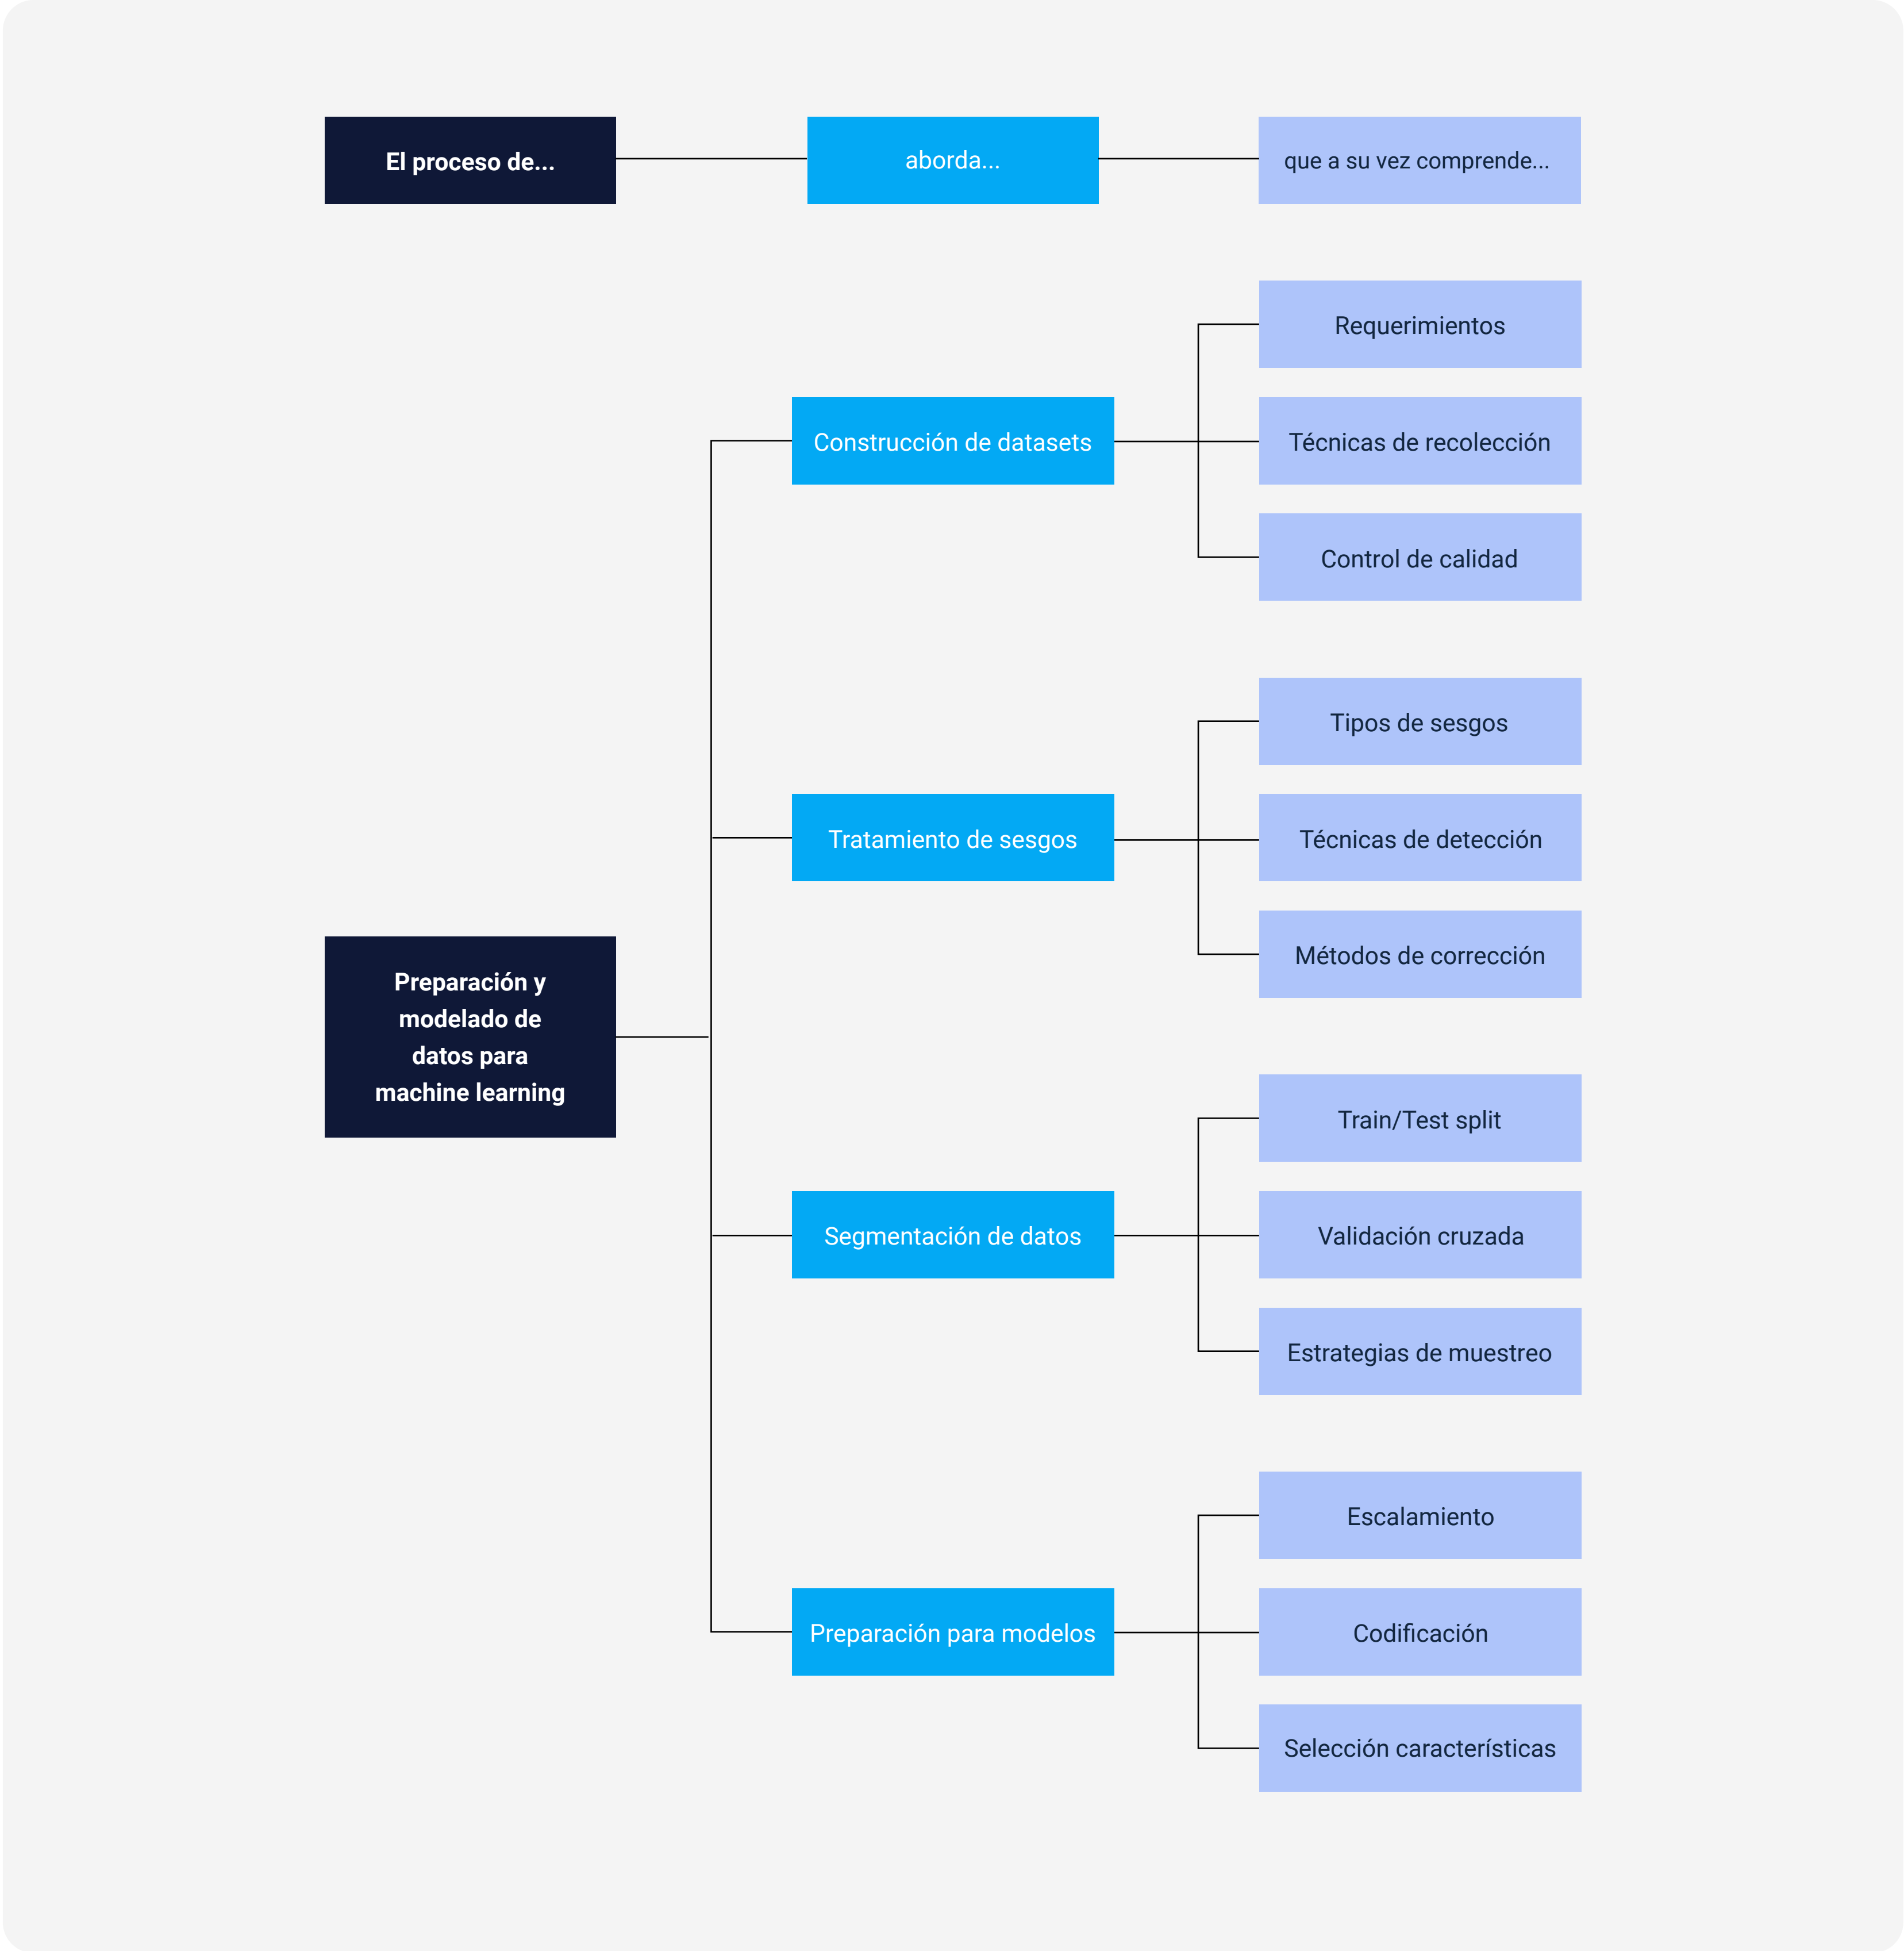 El proceso de...
aborda...
que a su vez comprende...
Preparación y
modelado de
datos para
machine learning
Construcción de datasets
Requerimientos
Técnicas de recolección
Control de calidad
Tratamiento de sesgos
Tipos de sesgos
Técnicas de detección
Métodos de corrección
Segmentación de datos
Train/Test split
Validación cruzada
Estrategias de muestreo
Preparación para modelos
Escalamiento
Codificación
Selección características